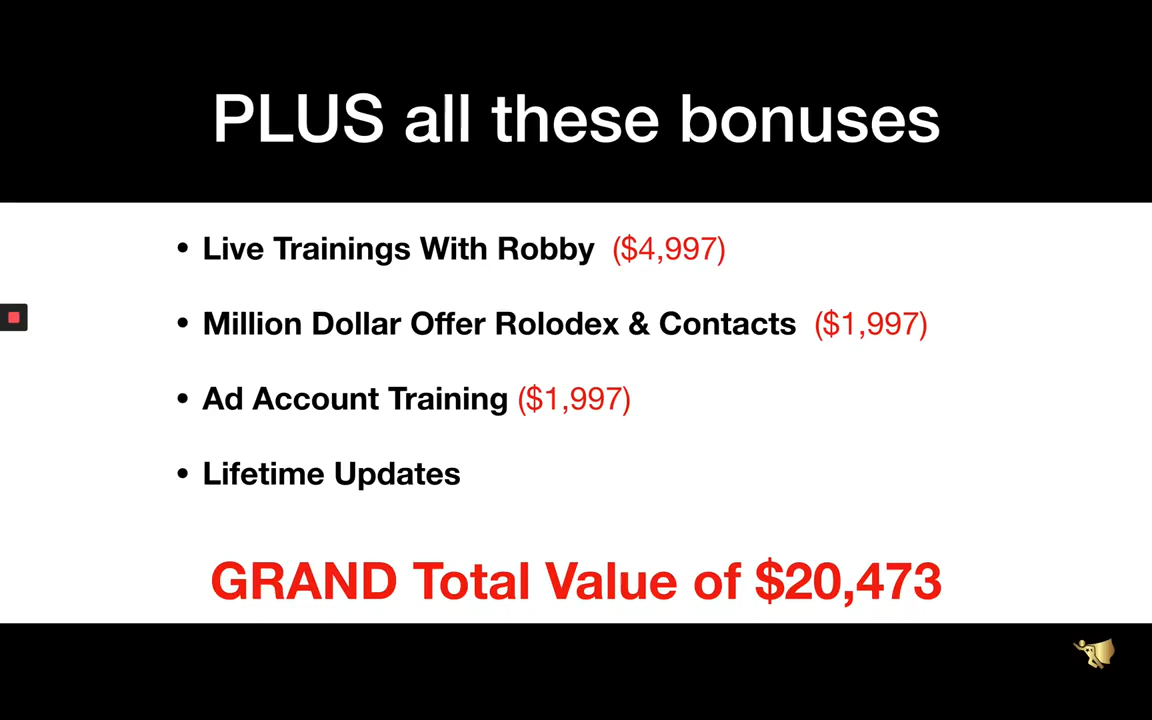 PLUS all these bonuses
• Live Trainings With Robby ($4,997)
• Million Dollar Offer Rolodex & Contacts ($1,997)
• Ad Account Training ($1,997)
• Lifetime Updates
GRAND Total Value of $20,473